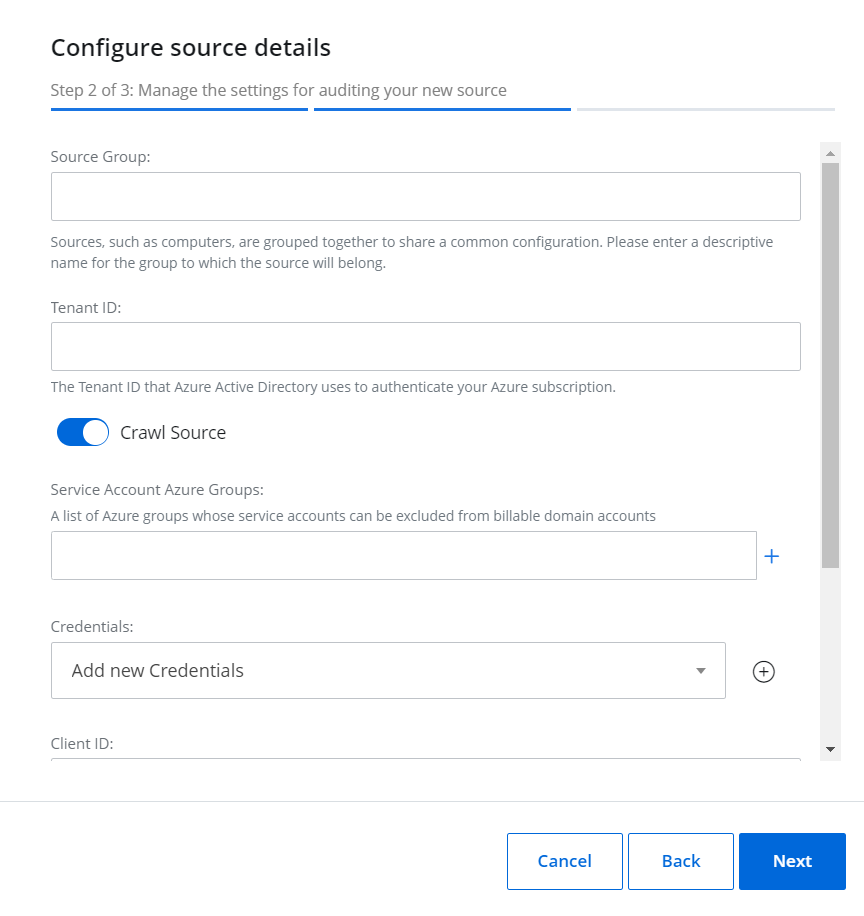 Configure source details
Step 2 of 3: Manage the settings for auditing your new source
Source Group:
Sources, such as computers, are grouped together to share a common configuration. Please enter a descriptive
name for the group to which the source will belong.
Tenant ID:
The Tenant ID that Azure Active Directory uses to authenticate your Azure subscription.
Crawl Source
Service Account Azure Groups:
A list of Azure groups whose service accounts can be excluded from billable domain accounts
Credentials:
Add new Credentials
Client ID:
Cancel
Back
Next